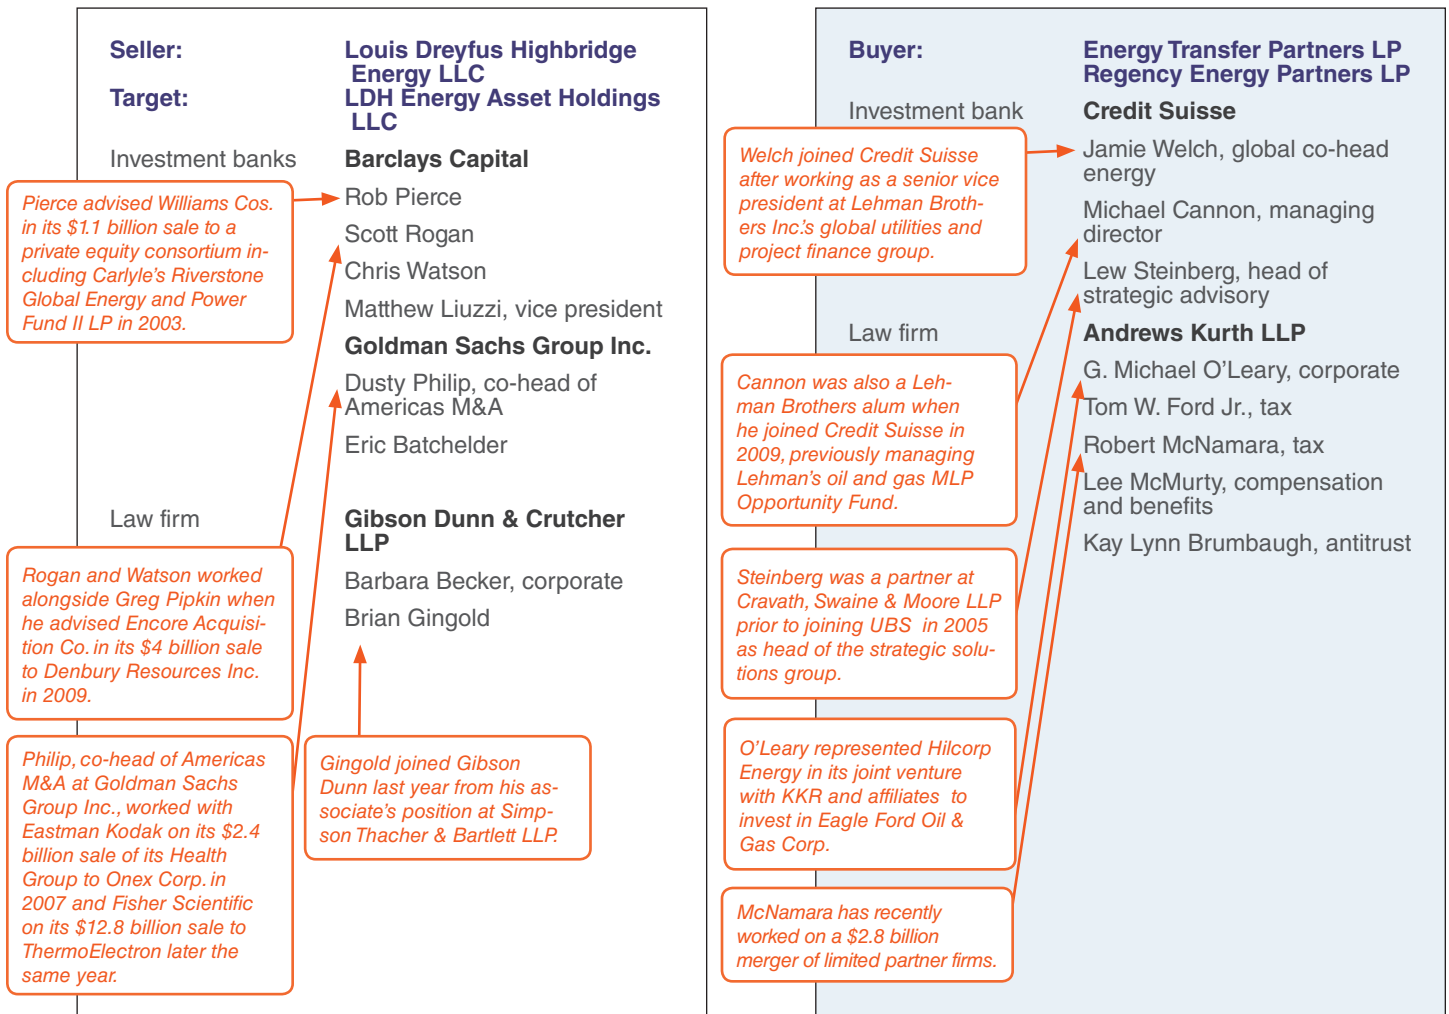 Seller:
Louis Dreyfus Highbridge
Energy LLC
Target:
LDH Energy Asset Holdings
LLC
Investment banks
Barclays Capital
Rob Pierce
Scott Rogan
Chris Watson
Matthew Liuzzi, vice president
Goldman Sachs Group Inc.
Dusty Philip, co-head of
Americas M&A
Eric Batchelder
Law firm
Gibson Dunn & Crutcher
LLP
Barbara Becker, corporate
Brian Gingold
Pierce advised Williams Cos.
in its $1.1 billion sale to a
private equity consortium in-
cluding Carlyle's Riverstone
Global Energy and Power
Fund II LP in 2003.
Rogan and Watson worked
alongside Greg Pipkin when
he advised Encore Acquisi-
tion Co. in its $4 billion sale
to Denbury Resources Inc.
in 2009.
Philip, co-head of Americas
M&A at Goldman Sachs
Group Inc., worked with
Eastman Kodak on its $2.4
billion sale of its Health
Group to Onex Corp. in
2007 and Fisher Scientific
on its $12.8 billion sale to
ThermoElectron later the
same year.
Gingold joined Gibson
Dunn last year from his as-
sociate's position at Simp-
son Thacher & Bartlett LLP.
Buyer:
Energy Transfer Partners LP
Regency Energy Partners LP
Investment bank
Credit Suisse
Jamie Welch, global co-head
energy
Michael Cannon, managing
director
Lew Steinberg, head of
strategic advisory
Law firm
Andrews Kurth LLP
G. Michael O'Leary, corporate
Tom W. Ford Jr., tax
Robert McNamara, tax
Lee McMurty, compensation
and benefits
Kay Lynn Brumbaugh, antitrust
Welch joined Credit Suisse
after working as a senior vice
president at Lehman Broth-
ers Inc.'s global utilities and
project finance group.
Cannon was also a Leh-
man Brothers alum when
he joined Credit Suisse in
2009, previously managing
Lehman's oil and gas MLP
Opportunity Fund.
Steinberg was a partner at
Cravath, Swaine & Moore LLP
prior to joining UBS in 2005
as head of the strategic solu-
tions group.
O'Leary represented Hilcorp
Energy in its joint venture
with KKR and affiliates to
invest in Eagle Ford Oil &
Gas Corp.
McNamara has recently
worked on a $2.8 billion
merger of limited partner firms.